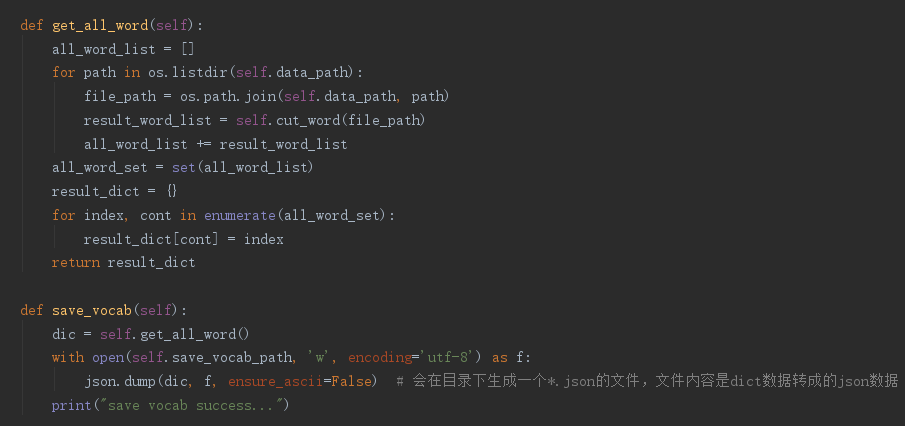 def get_all_word(self):
    all_word_list = []
    for path in os.listdir(self.data_path):
        file_path = os.path.join(self.data_path, path)
        result_word_list = self.cut_word(file_path)
        all_word_list += result_word_list
    all_word_set = set(all_word_list)
    result_dict = {}
    for index, cont in enumerate(all_word_set):
        result_dict[cont] = index
    return result_dict

def save_vocab(self):
    dic = self.get_all_word()
    with open(self.save_vocab_path, 'w', encoding='utf-8') as f:
        json.dump(dic, f, ensure_ascii=False)  # 会在目录下生成一个*.json的文件，文件内容是dict数据转成的json数据
    print("save vocab success...")